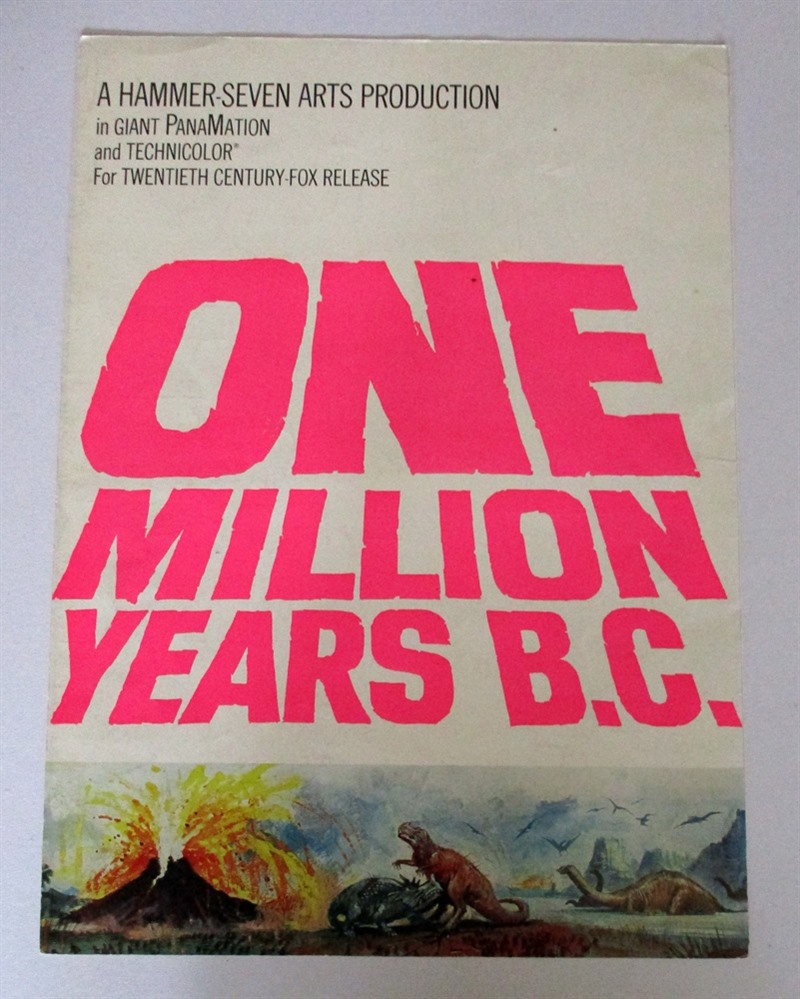 A HAMMER-SEVEN ARTS PRODUCTION
in GIANT PANAMATION
and TECHNICOLOR®
For TWENTIETH CENTURY-FOX RELEASE
ONE
MILLION
YEARS B.C.